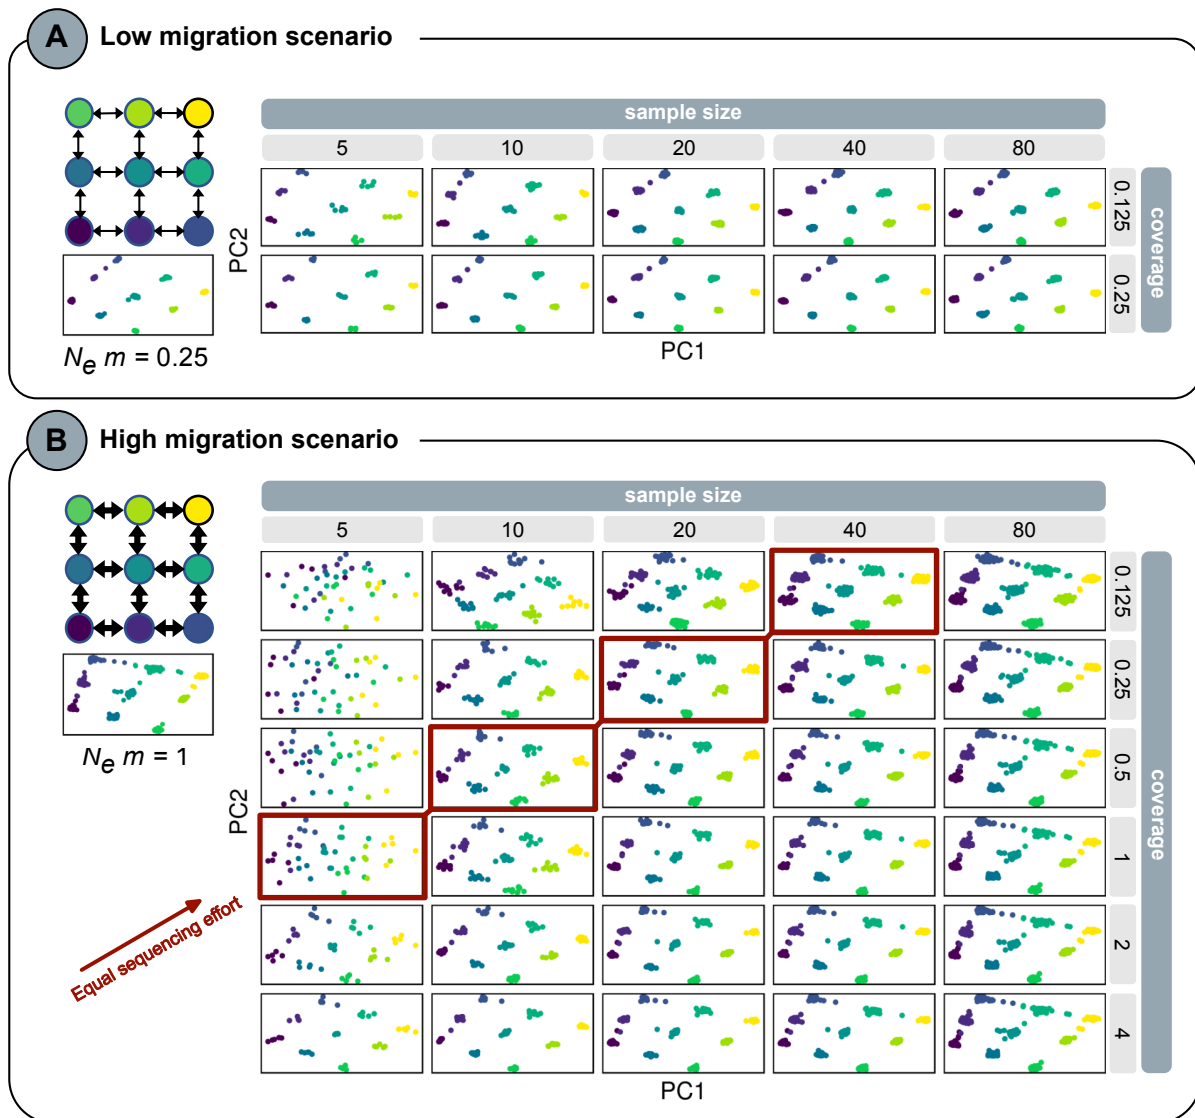 A
Low migration scenario
sample size
5 10 20 40 80
PC2
0.125
0.25
coverage
PC1
Ne m = 0.25
B
High migration scenario
sample size
5 10 20 40 80
Ne m = 1
PC2
0.125
0.25
0.5
1
2
4
coverage
Equal sequencing effort
PC1